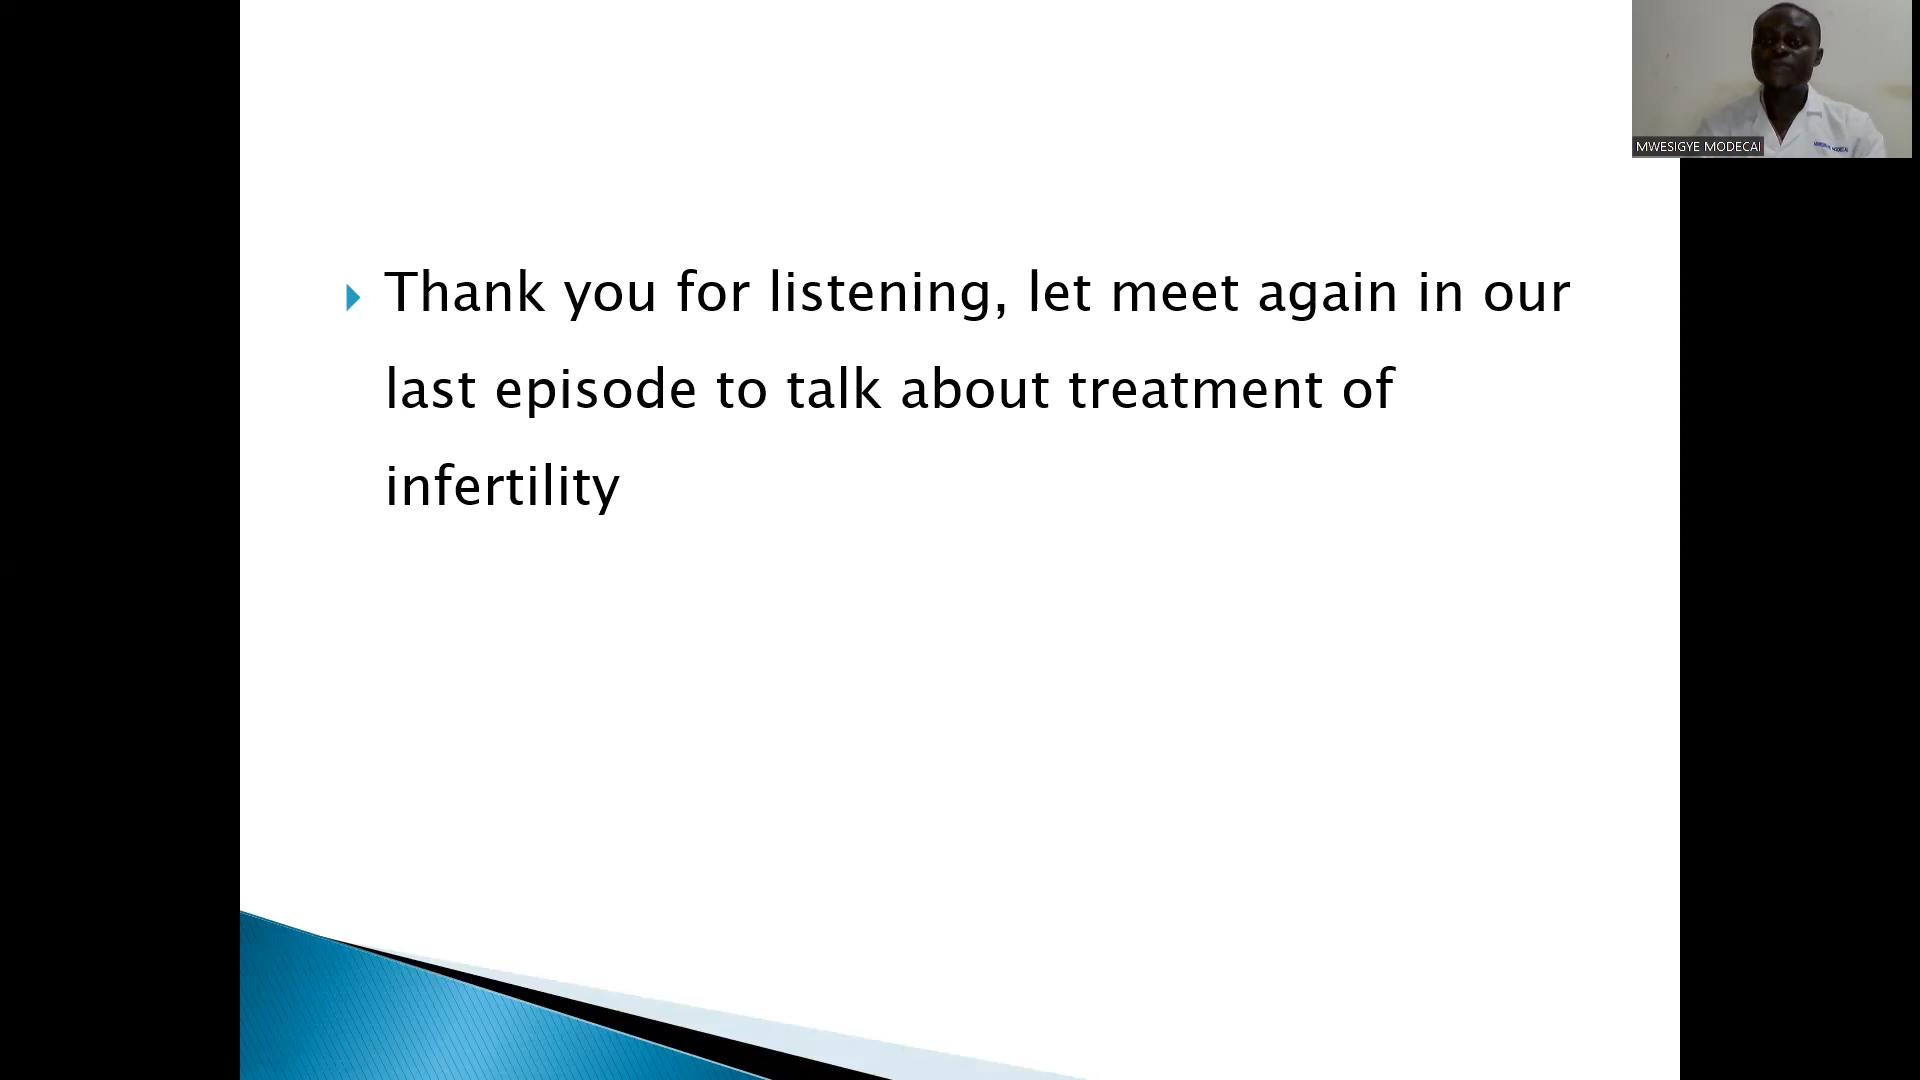 MWESIGYE MODECAI
Thank you for listening, let meet again in our
last episode to talk about treatment of
infertility